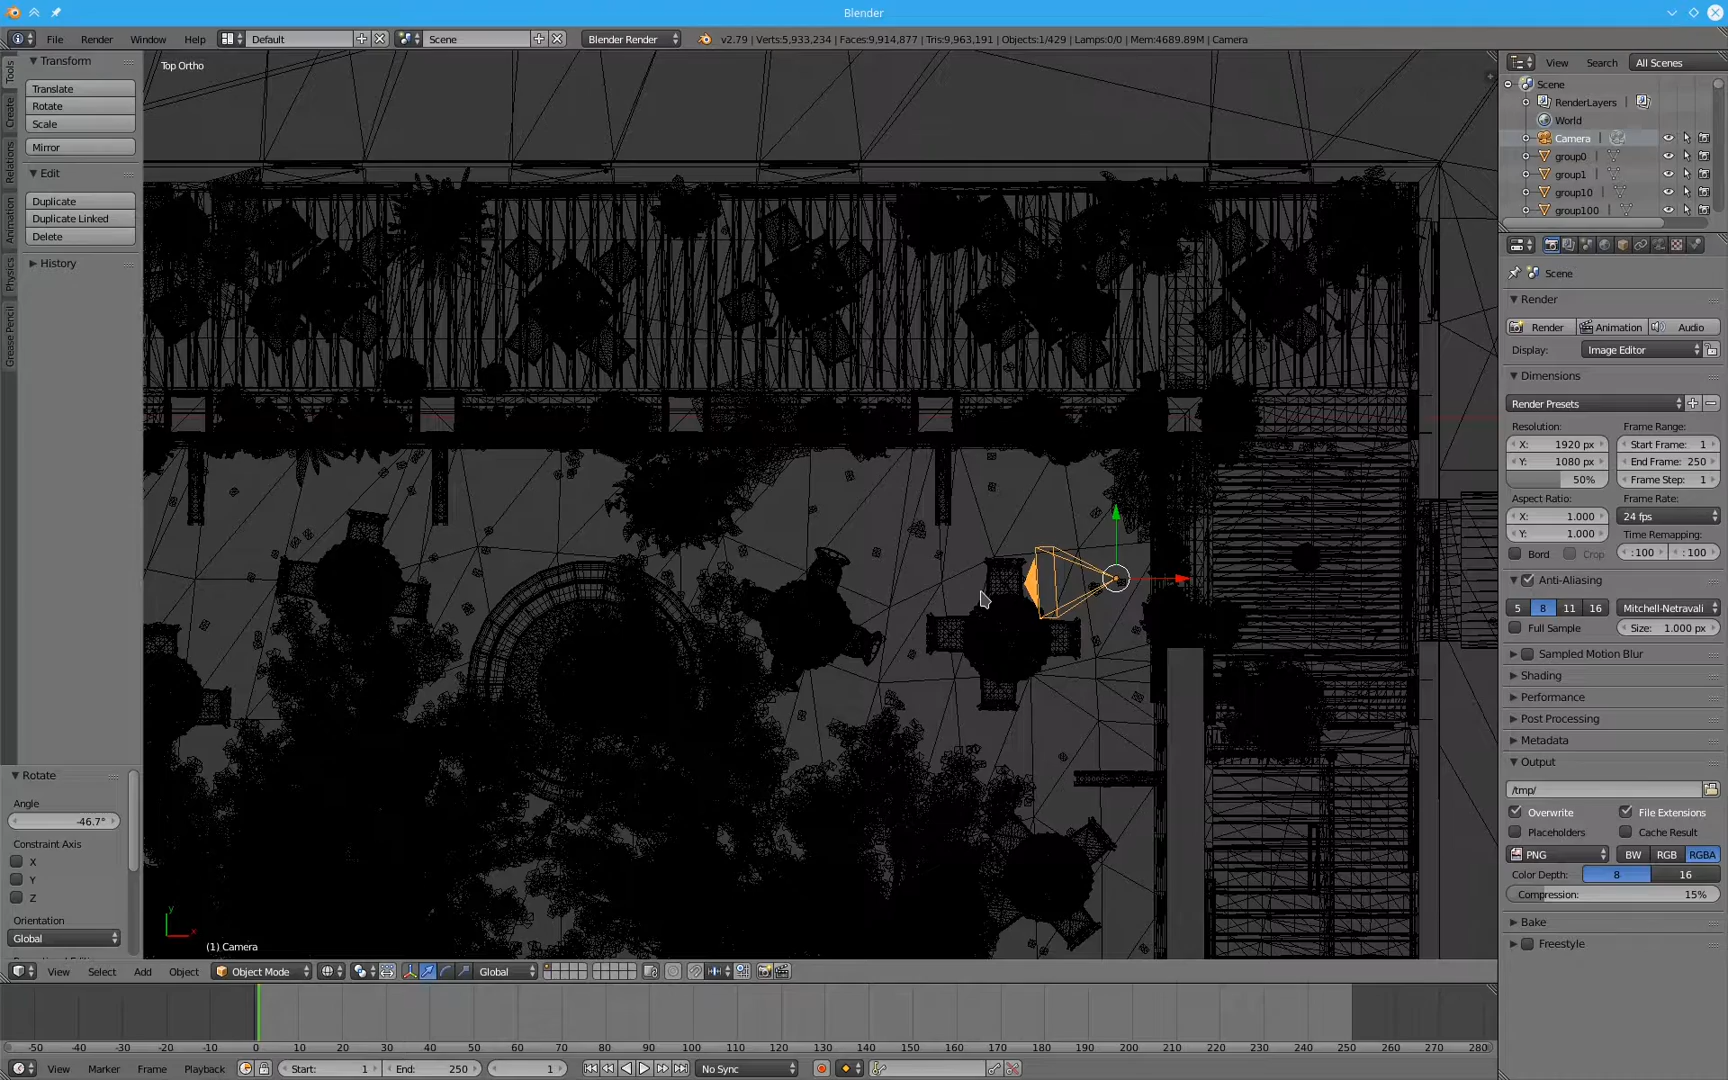 Blender
File Render Window Help Default Scene Blender Render v2.79 | Verts:5,933,234 | Faces:9,914,877 | Tris:9,963,191 | Objects:1/429 | Lamps:0/0 | Mem:4689.89M | Camera
Tools
Create
Relations
Animation
Physics
Grease Pencil
Transform
Translate
Rotate
Scale
Mirror
Edit
Duplicate
Duplicate Linked
Delete
History
Rotate
Angle
-46.7°
Constraint Axis
X
Y
Z
Orientation
Global
Top Ortho
y
x
(1) Camera
View Select Add Object Object Mode Global
-50 -40 -30 -20 -10 0 10 20 30 40 50 60 70 80 90 100 110 120 130 140 150 160 170 180 190 200 210 220 230 240 250 260 270 280
View Marker Frame Playback Start: 1 End: 250 1 No Sync
View Search All Scenes
Scene
RenderLayers
World
Camera
group0
group1
group10
group100
Scene
Render
Render Animation Audio
Display: Image Editor
Dimensions
Render Presets
Resolution: Frame Range:
X: 1920 px Start Frame: 1
Y: 1080 px End Frame: 250
50% Frame Step: 1
Aspect Ratio: Frame Rate:
X: 1.000 24 fps
Y: 1.000 Time Remapping:
Bord Crop :100 :100
Anti-Aliasing
5 8 11 16 Mitchell-Netravali
Full Sample Size: 1.000 px
Sampled Motion Blur
Shading
Performance
Post Processing
Metadata
Output
/tmp/
Overwrite File Extensions
Placeholders Cache Result
PNG BW RGB RGBA
Color Depth: 8 16
Compression: 15%
Bake
Freestyle